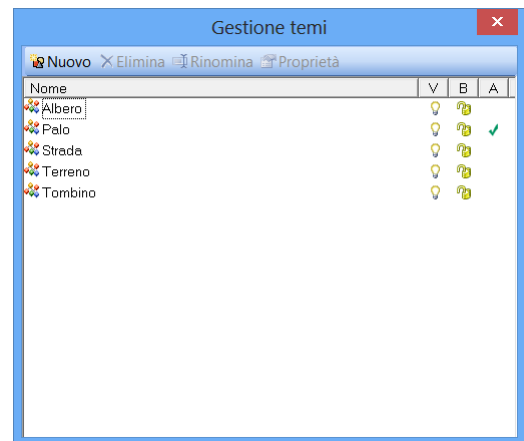 Gestione temi
Nuovo Elimina Rinomina Proprietà
Nome V B A
Albero
Palo
Strada
Terreno
Tombino